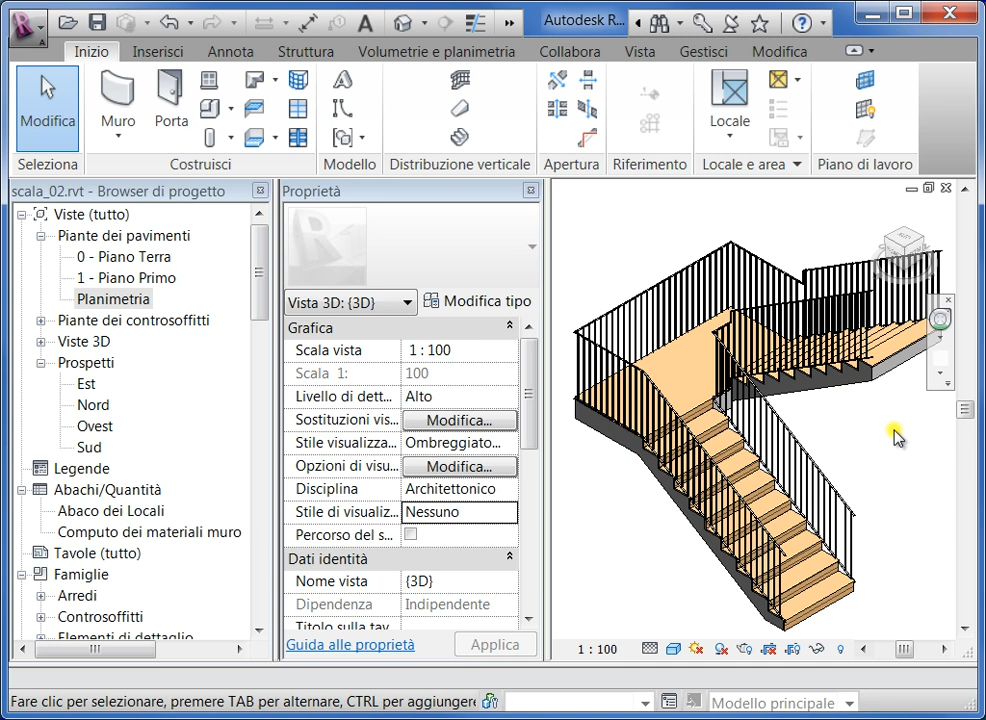 Autodesk R...
Inizio Inserisci Annota Struttura Volumetrie e planimetria Collabora Vista Gestisci Modifica
Modifica Muro Porta Locale
Seleziona Costruisci Modello Distribuzione verticale Apertura Riferimento Locale e area Piano di lavoro
scala_02.rvt - Browser di progetto
Viste (tutto)
Piante dei pavimenti
0 - Piano Terra
1 - Piano Primo
Planimetria
Piante dei controsoffitti
Viste 3D
Prospetti
Est
Nord
Ovest
Sud
Legende
Abachi/Quantità
Abaco dei Locali
Computo dei materiali muro
Tavole (tutto)
Famiglie
Arredi
Controsoffitti
Elementi di dettaglio
Proprietà
Vista 3D: {3D} Modifica tipo
Grafica
Scala vista 1 : 100
Scala 1: 100
Livello di dett... Alto
Sostituzioni vis... Modifica...
Stile visualizza... Ombreggiato...
Opzioni di visu... Modifica...
Disciplina Architettonico
Stile di visualiz... Nessuno
Percorso del s...
Dati identità
Nome vista {3D}
Dipendenza Indipendente
Titolo sulla tav...
Guida alle proprietà Applica
1 : 100
Fare clic per selezionare, premere TAB per alternare, CTRL per aggiungere
Modello principale